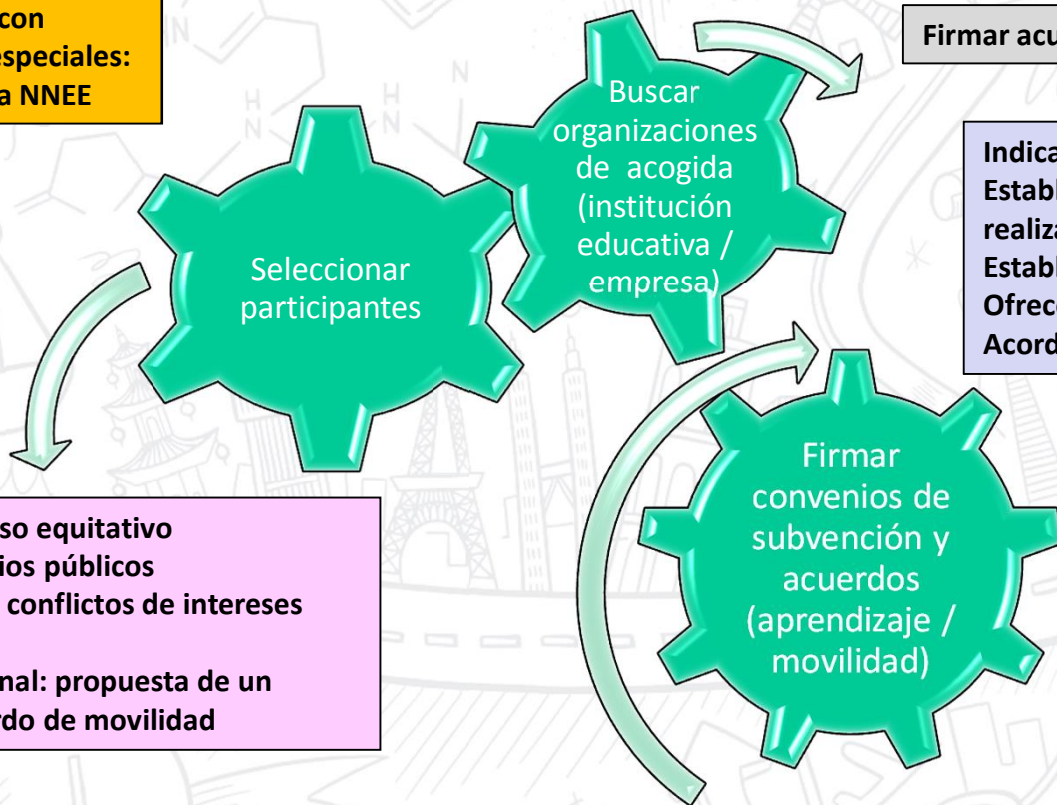 con
especiales:
a NNEE
Firmar acu
Buscar
organizaciones
de acogida
(institución
educativa /
empresa)
Indica
Establ
realiza
Establ
Ofrec
Acord
Seleccionar
participantes
Firmar
convenios de
subvención y
acuerdos
(aprendizaje /
movilidad)
so equitativo
ios públicos
conflictos de intereses
nal: propuesta de un
rdo de movilidad